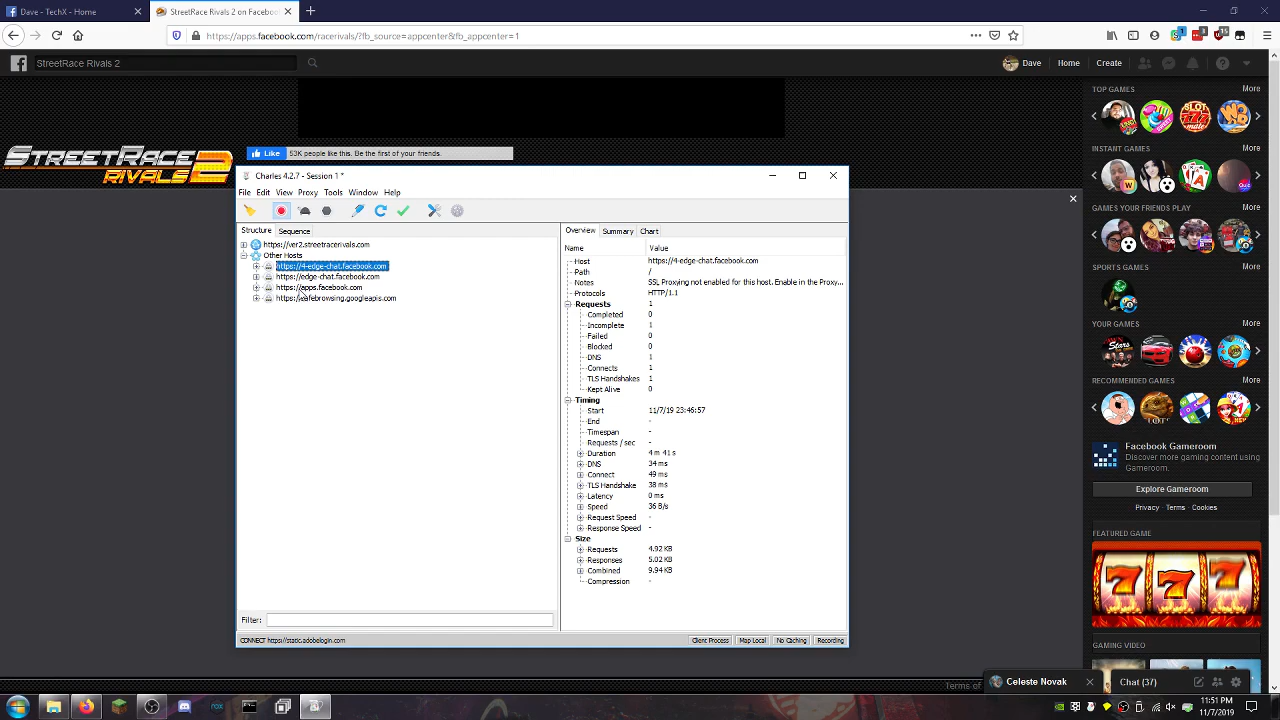 Dave - TechX - Home
StreetRace Rivals 2 on Facebook
https://apps.facebook.com/racerivals/?fb_source=appcenter&fb_appcenter=1
StreetRace Rivals 2
Dave
Home
Create
STREETRACE
RIVALS 2
Like
53K people like this. Be the first of your friends.
Charles 4.2.7 - Session 1 *
File Edit View Proxy Tools Window Help
Structure Sequence
https://ver2.streetracerivals.com
Other Hosts
https://4-edge-chat.facebook.com
https://edge-chat.facebook.com
https://apps.facebook.com
https://safebrowsing.googleapis.com
Filter:
CONNECT https://static.adobelogin.com
Overview Summary Chart
Name Value
Host https://4-edge-chat.facebook.com
Path /
Notes SSL Proxying not enabled for this host. Enable in the Proxy...
Protocols HTTP/1.1
Requests 1
Completed 0
Incomplete 1
Failed 0
Blocked 0
DNS 1
Connects 1
TLS Handshakes 1
Kept Alive 0
Timing
Start 11/7/19 23:46:57
End -
Timespan -
Requests / sec -
Duration 4 m 41 s
DNS 34 ms
Connect 49 ms
TLS Handshake 38 ms
Latency 0 ms
Speed 36 B/s
Request Speed -
Response Speed -
Size
Requests 4.92 KB
Responses 5.02 KB
Combined 9.94 KB
Compression -
Client Process Map Local No Caching Recording
TOP GAMES More
INSTANT GAMES More
GAMES YOUR FRIENDS PLAY More
SPORTS GAMES
YOUR GAMES More
RECOMMENDED GAMES More
Facebook Gameroom
Discover more gaming content using
Gameroom.
Explore Gameroom
Privacy · Terms · Cookies
FEATURED GAME
777
GAMING VIDEO
Terms of
Celeste Novak
Chat (37)
11:51 PM
11/7/2019